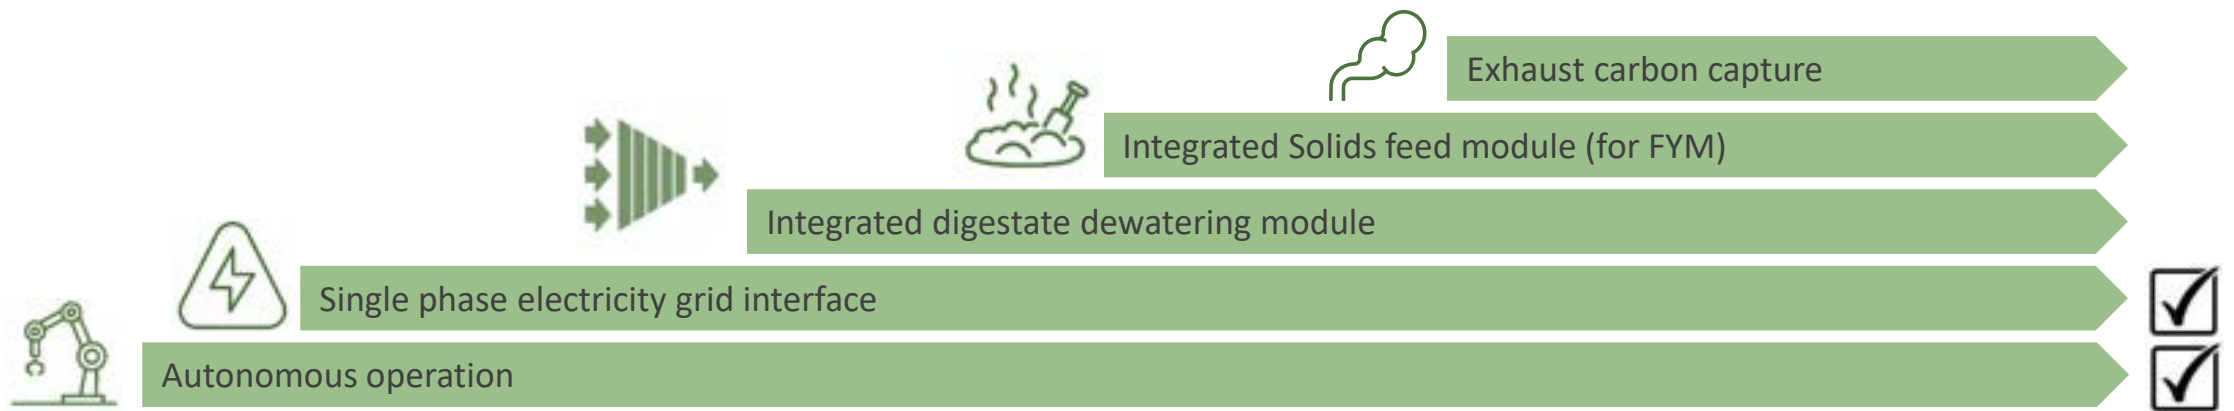 Exhaust carbon capture
Integrated Solids feed module (for FYM)
Integrated digestate dewatering module
Single phase electricity grid interface
Autonomous operation